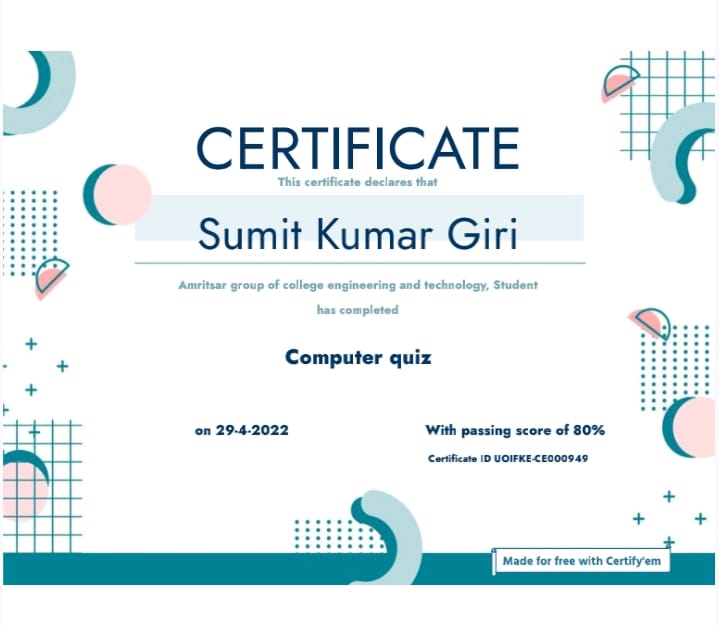 CERTIFICATE
This certificate declares that
Sumit Kumar Giri
Amritsar group of college engineering and technology, Student
has completed
Computer quiz
on 29-4-2022
With passing score of 80%
Certificate ID UOIFKE-CE000949
Made for free with Certify'em